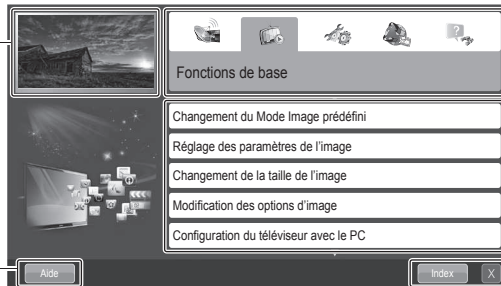 Fonctions de base
Changement du Mode Image prédéfini
Réglage des paramètres de l'image
Changement de la taille de l'image
Modification des options d'image
Configuration du téléviseur avec le PC
Aide
Index
X